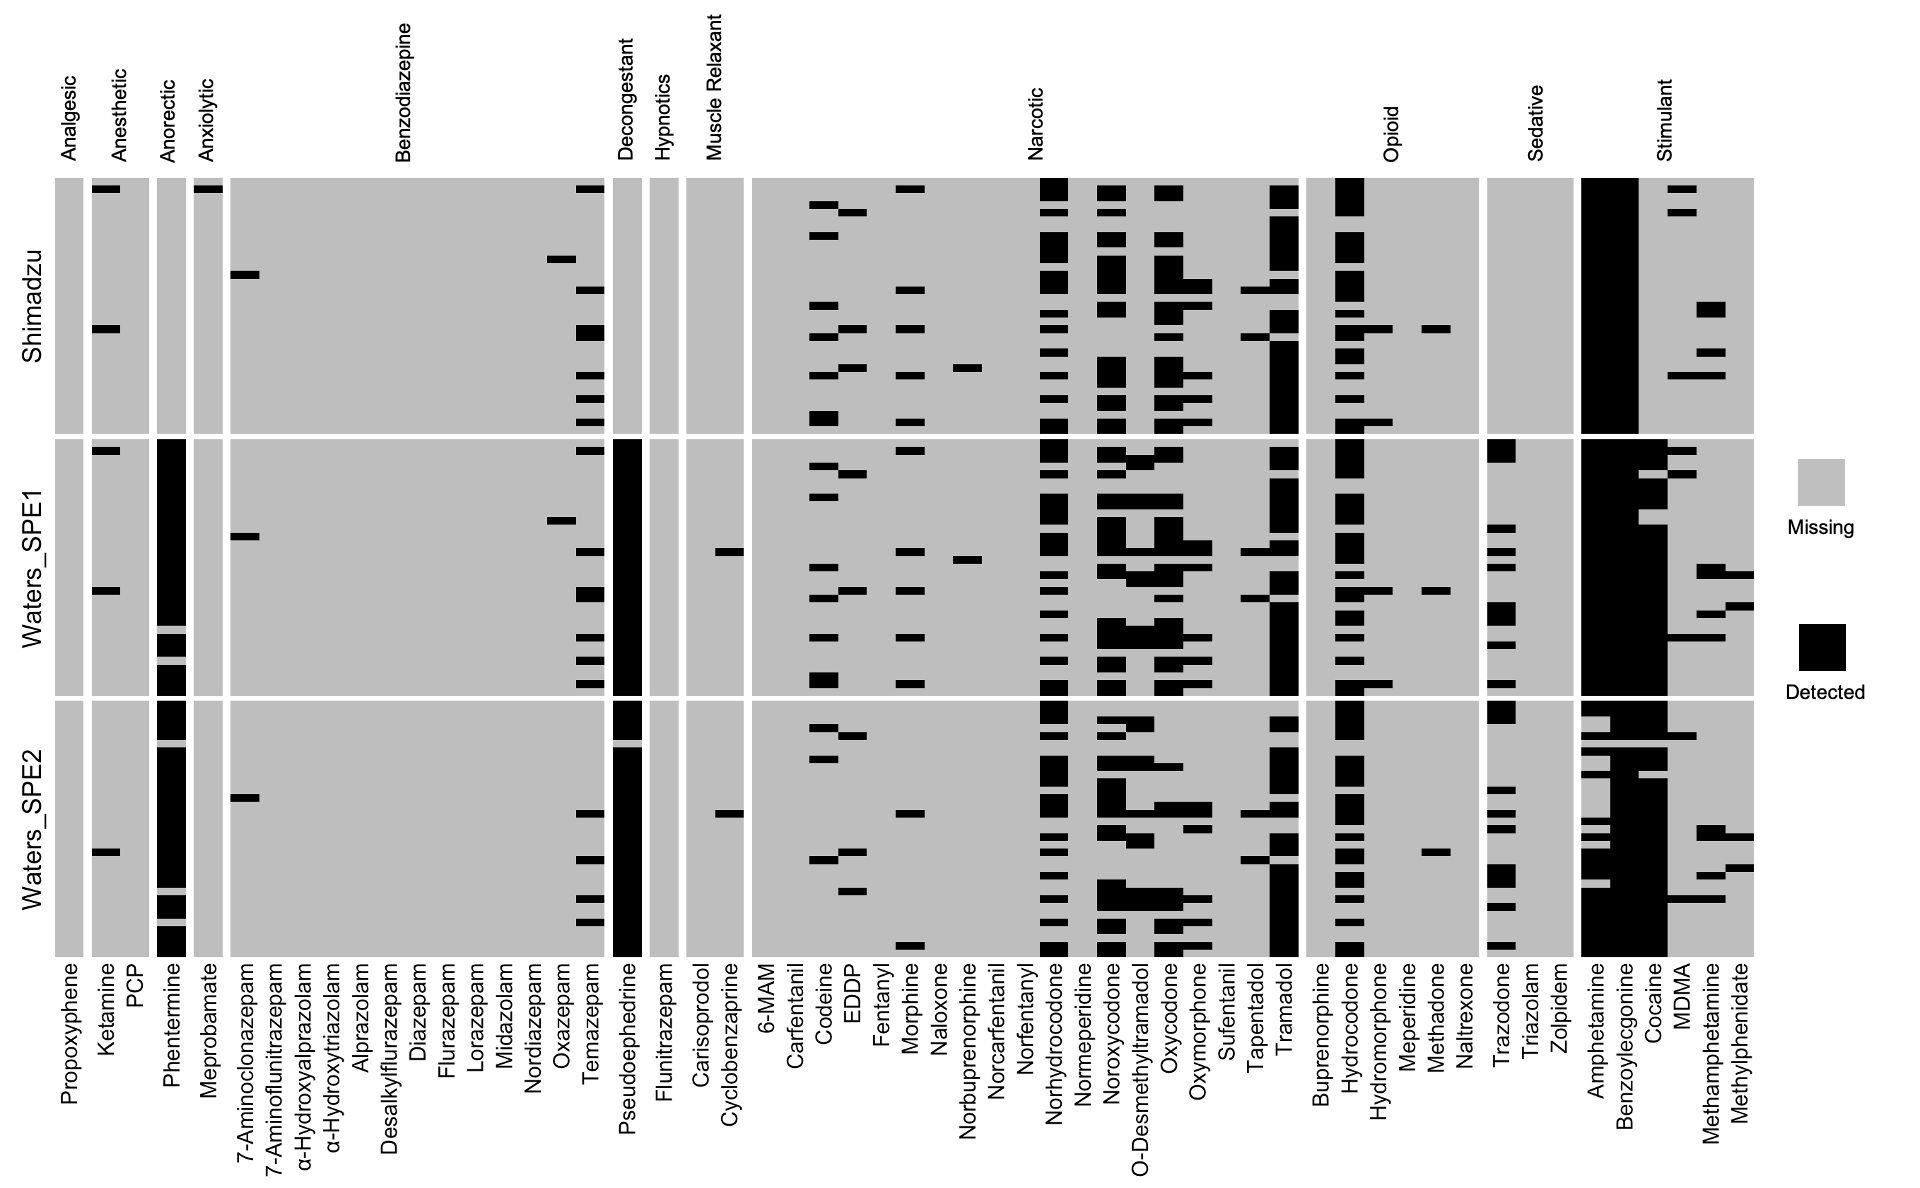 Analgesic
Anesthetic
Anorectic
Anxiolytic
Benzodiazepine
Decongestant
Hypnotics
Muscle Relaxant
Narcotic
Opioid
Sedative
Stimulant
Shimadzu
Waters_SPE1
Waters_SPE2
Missing
Detected
Propoxyphene
Ketamine
PCP
Phentermine
Meprobamate
7-Aminoclonazepam
7-Aminoflunitrazepam
α-Hydroxyalprazolam
α-Hydroxytriazolam
Alprazolam
Desalkylflurazepam
Diazepam
Flurazepam
Lorazepam
Midazolam
Nordiazepam
Oxazepam
Temazepam
Pseudoephedrine
Flunitrazepam
Carisoprodol
Cyclobenzaprine
6-MAM
Carfentanil
Codeine
EDDP
Fentanyl
Morphine
Naloxone
Norbuprenorphine
Norcarfentanil
Norfentanyl
Norhydrocodone
Normeperidine
Noroxycodone
O-Desmethyltramadol
Oxycodone
Oxymorphone
Sufentanil
Tapentadol
Tramadol
Buprenorphine
Hydrocodone
Hydromorphone
Meperidine
Methadone
Naltrexone
Trazodone
Triazolam
Zolpidem
Amphetamine
Benzoylecgonine
Cocaine
MDMA
Methamphetamine
Methylphenidate